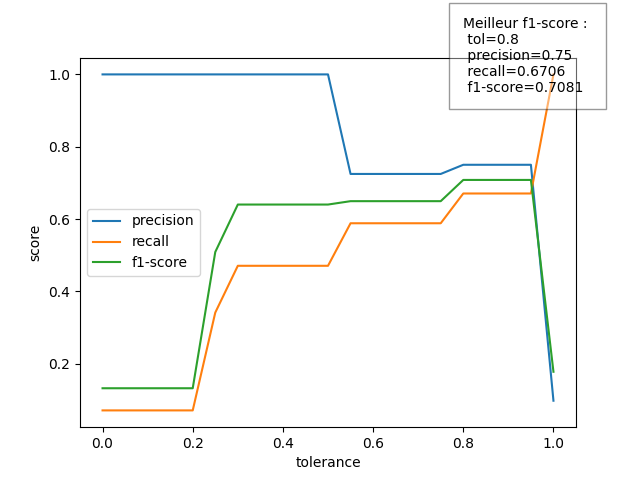 Meilleur f1-score :
tol=0.8
precision=0.75
recall=0.6706
f1-score=0.7081
1.0
0.8
0.6
0.4
0.2
score
precision
recall
f1-score
0.0 0.2 0.4 0.6 0.8 1.0
tolerance